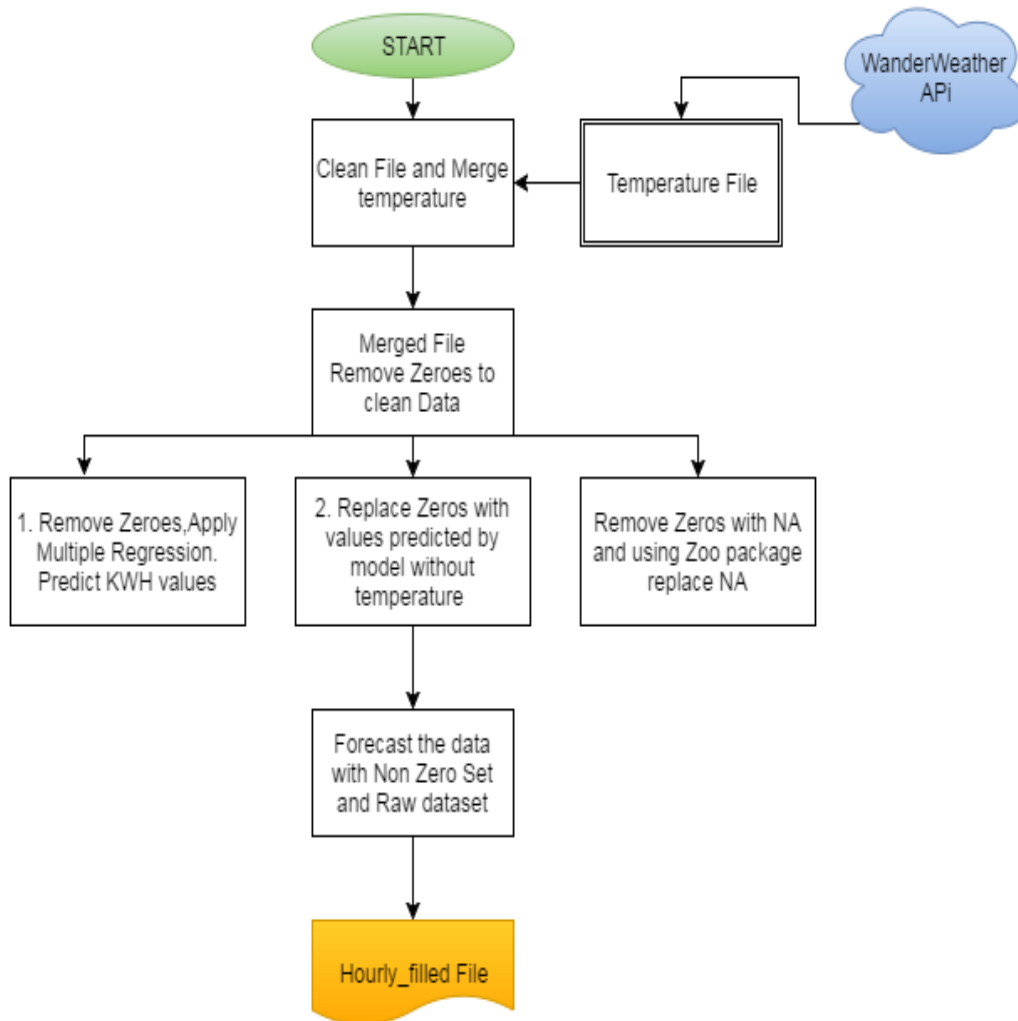 START
WanderWeather
APi
Clean File and Merge
temperature
Temperature File
Merged File
Remove Zeroes to
clean Data
1. Remove Zeroes,Apply
Multiple Regression.
Predict KWH values
2. Replace Zeros with
values predicted by
model without
temperature
Remove Zeros with NA
and using Zoo package
replace NA
Forecast the data
with Non Zero Set
and Raw dataset
Hourly_filled File